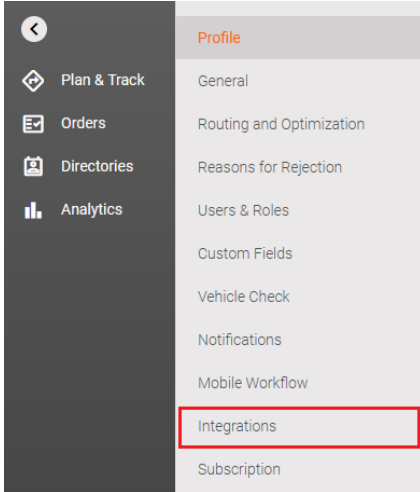 Plan & Track
Orders
Directories
Analytics
Profile
General
Routing and Optimization
Reasons for Rejection
Users & Roles
Custom Fields
Vehicle Check
Notifications
Mobile Workflow
Integrations
Subscription